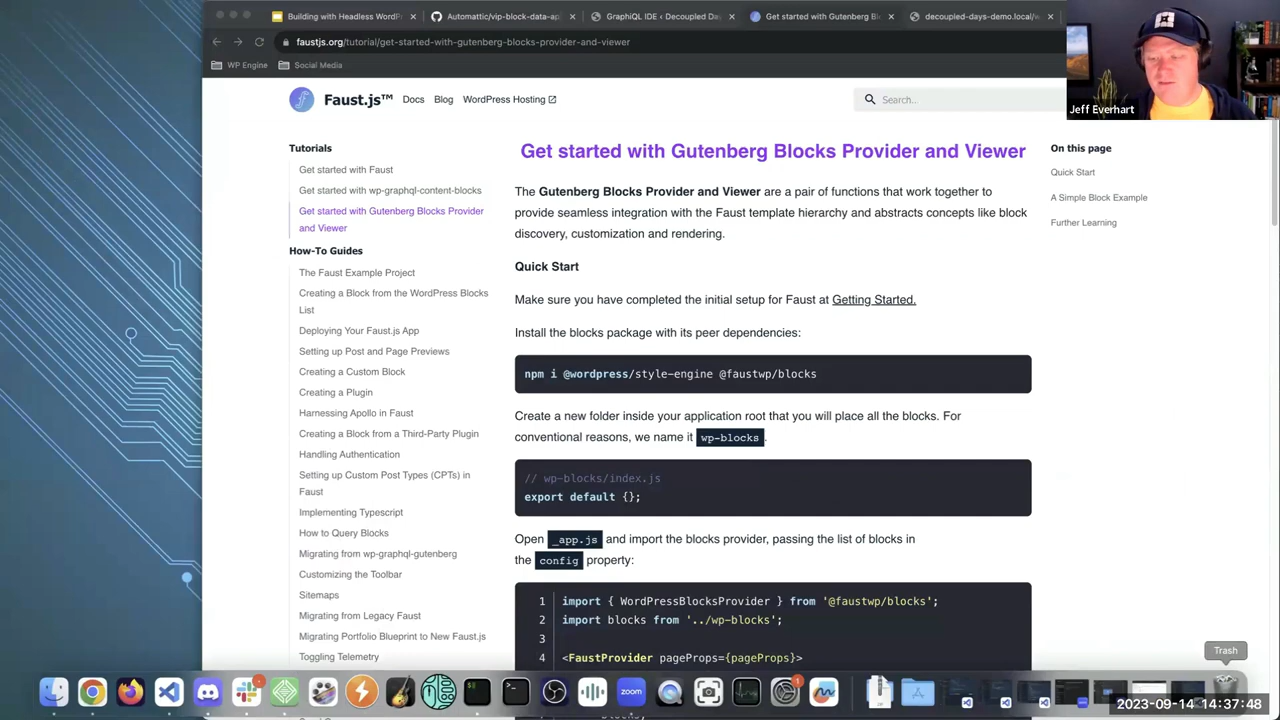 Building with Headless WordPr
Automattic/vip-block-data-ap
GraphiQL IDE ‹ Decoupled Day
Get started with Gutenberg Bl
decoupled-days-demo.local/w
faustjs.org/tutorial/get-started-with-gutenberg-blocks-provider-and-viewer
WP Engine
Social Media
Jeff Everhart
Faust.js™
Docs
Blog
WordPress Hosting
Search..
Tutorials
Get started with Faust
Get started with wp-graphql-content-blocks
Get started with Gutenberg Blocks Provider
and Viewer
How-To Guides
The Faust Example Project
Creating a Block from the WordPress Blocks
List
Deploying Your Faust.js App
Setting up Post and Page Previews
Creating a Custom Block
Creating a Plugin
Harnessing Apollo in Faust
Creating a Block from a Third-Party Plugin
Handling Authentication
Setting up Custom Post Types (CPTs) in
Faust
Implementing Typescript
How to Query Blocks
Migrating from wp-graphql-gutenberg
Customizing the Toolbar
Sitemaps
Migrating from Legacy Faust
Migrating Portfolio Blueprint to New Faust.js
Toggling Telemetry
Get started with Gutenberg Blocks Provider and Viewer
The Gutenberg Blocks Provider and Viewer are a pair of functions that work together to
provide seamless integration with the Faust template hierarchy and abstracts concepts like block
discovery, customization and rendering.
Quick Start
Make sure you have completed the initial setup for Faust at Getting Started.
Install the blocks package with its peer dependencies:
npm i @wordpress/style-engine @faustwp/blocks
Create a new folder inside your application root that you will place all the blocks. For
conventional reasons, we name it wp-blocks.
// wp-blocks/index.js
export default {};
Open _app.js and import the blocks provider, passing the list of blocks in
the config property:
1 import { WordPressBlocksProvider } from '@faustwp/blocks';
2 import blocks from '../wp-blocks';
3
4 <FaustProvider pageProps={pageProps}>
On this page
Quick Start
A Simple Block Example
Further Learning
Trash
zoom
1
2023-09-14 14:37:48